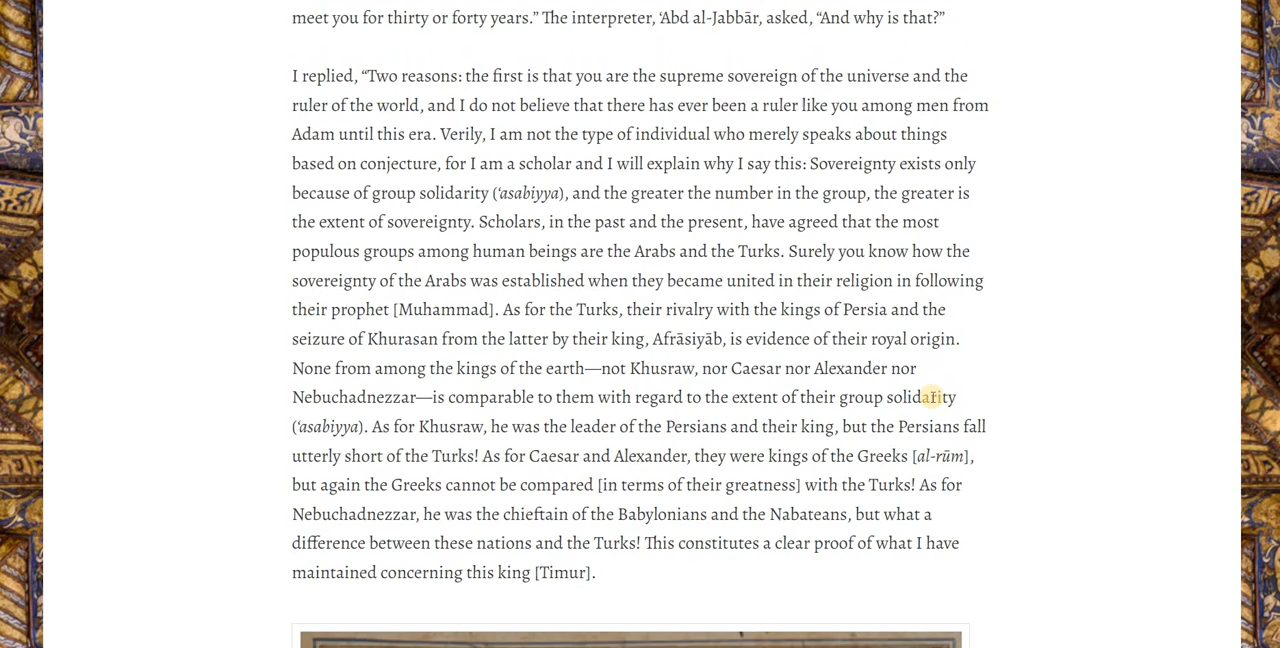 meet you for thirty or forty years.” The interpreter, ‘Abd al-Jabbār, asked, “And why is that?”
I replied, “Two reasons: the first is that you are the supreme sovereign of the universe and the
ruler of the world, and I do not believe that there has ever been a ruler like you among men from
Adam until this era. Verily, I am not the type of individual who merely speaks about things
based on conjecture, for I am a scholar and I will explain why I say this: Sovereignty exists only
because of group solidarity (‘asabiyya), and the greater the number in the group, the greater is
the extent of sovereignty. Scholars, in the past and the present, have agreed that the most
populous groups among human beings are the Arabs and the Turks. Surely you know how the
sovereignty of the Arabs was established when they became united in their religion in following
their prophet [Muhammad]. As for the Turks, their rivalry with the kings of Persia and the
seizure of Khurasan from the latter by their king, Afrāsiyāb, is evidence of their royal origin.
None from among the kings of the earth—not Khusraw, nor Caesar nor Alexander nor
Nebuchadnezzar—is comparable to them with regard to the extent of their group solidarity
(‘asabiyya). As for Khusraw, he was the leader of the Persians and their king, but the Persians fall
utterly short of the Turks! As for Caesar and Alexander, they were kings of the Greeks [al-rūm],
but again the Greeks cannot be compared [in terms of their greatness] with the Turks! As for
Nebuchadnezzar, he was the chieftain of the Babylonians and the Nabateans, but what a
difference between these nations and the Turks! This constitutes a clear proof of what I have
maintained concerning this king [Timur].